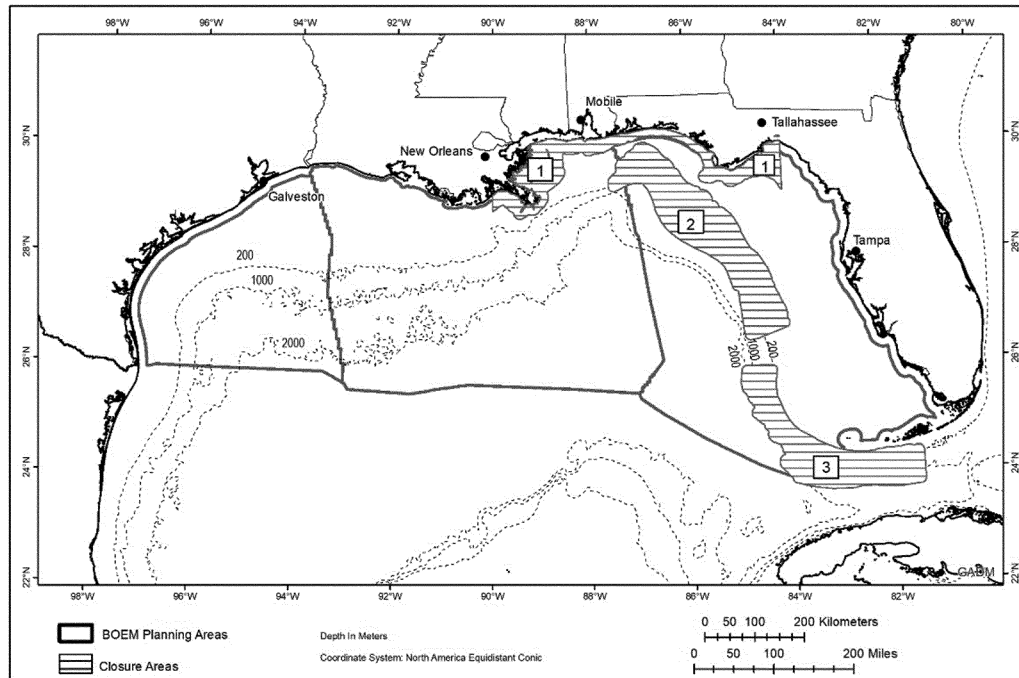 98°W 96°W 94°W 92°W 90°W 88°W 86°W 84°W 82°W 80°W
30°N 30°N
28°N 28°N
26°N 26°N
24°N 24°N
22°N 22°N
Mobile
Tallahassee
New Orleans
1
1
Galveston
2
Tampa
200
1000
2000
2000
1000
200
3
GADM
98°W 96°W 94°W 92°W 90°W 88°W 86°W 84°W 82°W
BOEM Planning Areas
Closure Areas
Depth In Meters
Coordinate System: North America Equidistant Conic
0 50 100 200 Kilometers
0 50 100 200 Miles